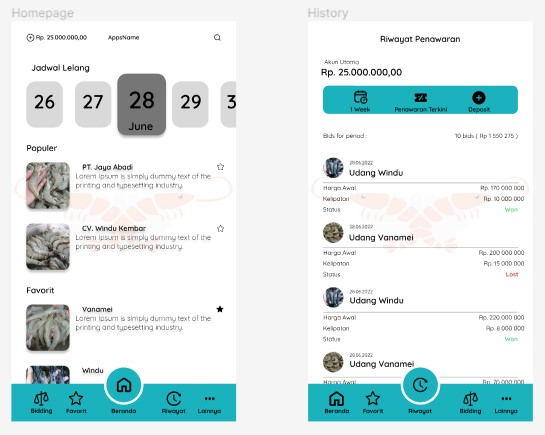 Homepage
Rp. 25.000.000,00 AppsName
Jadwal Lelang
26 27 28 29 3
June
Populer
PT. Jaya Abadi
Lorem Ipsum is simply dummy text of the
printing and typesetting industry.
CV. Windu Kembar
Lorem Ipsum is simply dummy text of the
printing and typesetting industry.
Favorit
Vanamei
Lorem Ipsum is simply dummy text of the
printing and typesetting industry.
Windu
Bidding Favorit Beranda Riwayat Lainnya
History
Riwayat Penawaran
Akun Utama
Rp. 25.000.000,00
1 Week Penawaran Terkini Deposit
Bids for period : 10 bids ( Rp 1 550 275 )
28.06.2022
Udang Windu
Harga Awal Rp. 170 000 000
Kelipatan Rp. 10 000 000
Status Won
28.06.2022
Udang Vanamei
Harga Awal Rp. 200 000 000
Kelipatan Rp. 15 000 000
Status Lost
26.06.2022
Udang Windu
Harga Awal Rp. 220 000 000
Kelipatan Rp. 8 000 000
Status Won
Udang Vanamei
Harga Awal Rp. 70 000 000
Beranda Favorit Riwayat Bidding Lainnya